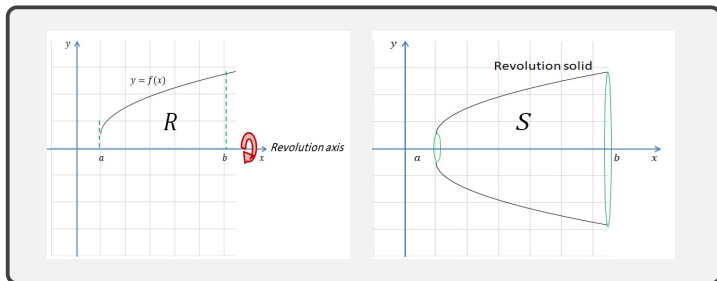 y
y = f(x)
R
a
b
x
Revolution axis
y
Revolution solid
S
a
b
x